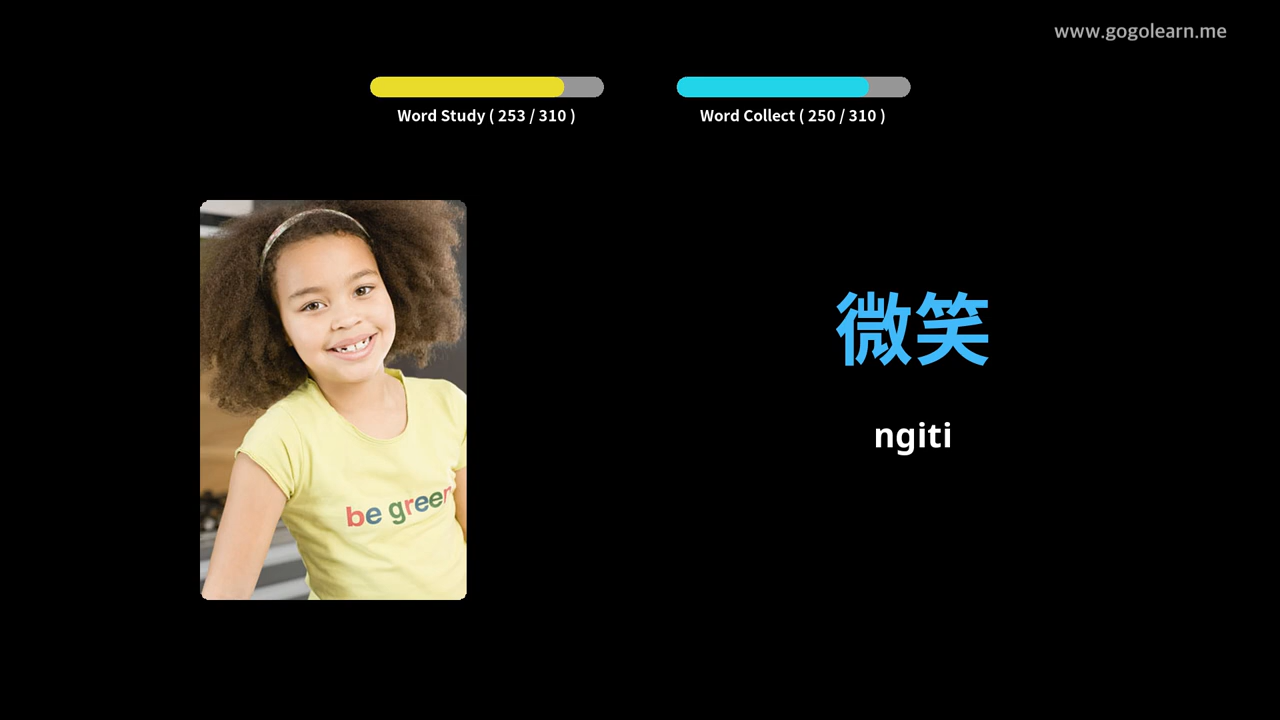 www.gogolearn.me
Word Study ( 253 / 310 )
Word Collect ( 250 / 310 )
微笑
ngiti
be green